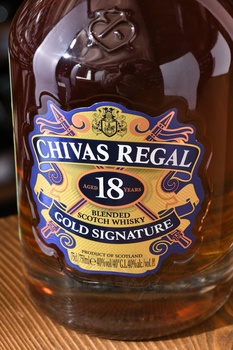 CHIVAS REGAL
AGED 18 YEARS
BLENDED
SCOTCH WHISKY
GOLD SIGNATURE
PRODUCT OF SCOTLAND